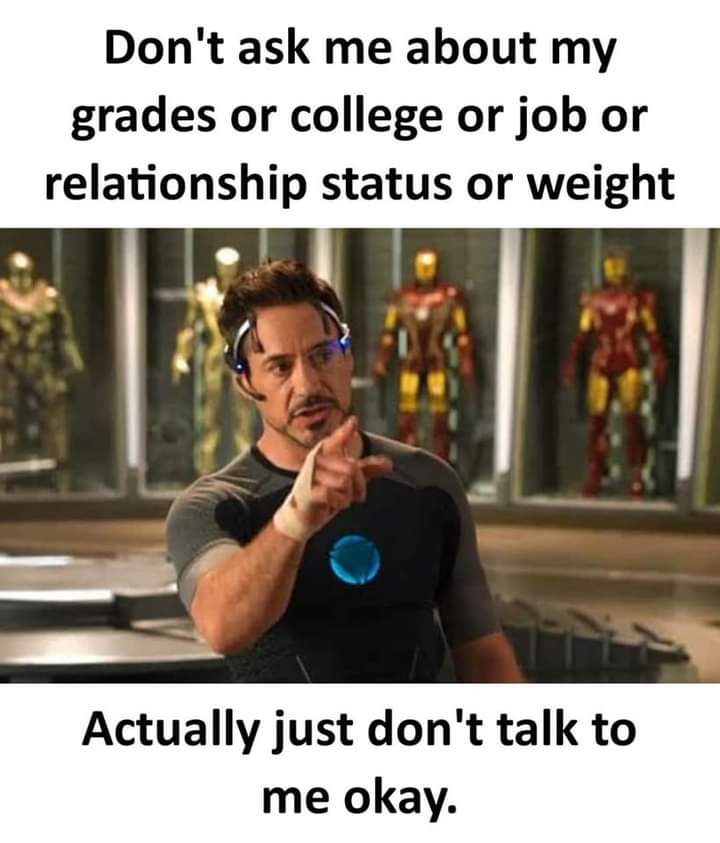 Don't ask me about my
grades or college or job or
relationship status or weight
Actually just don't talk to
me okay.